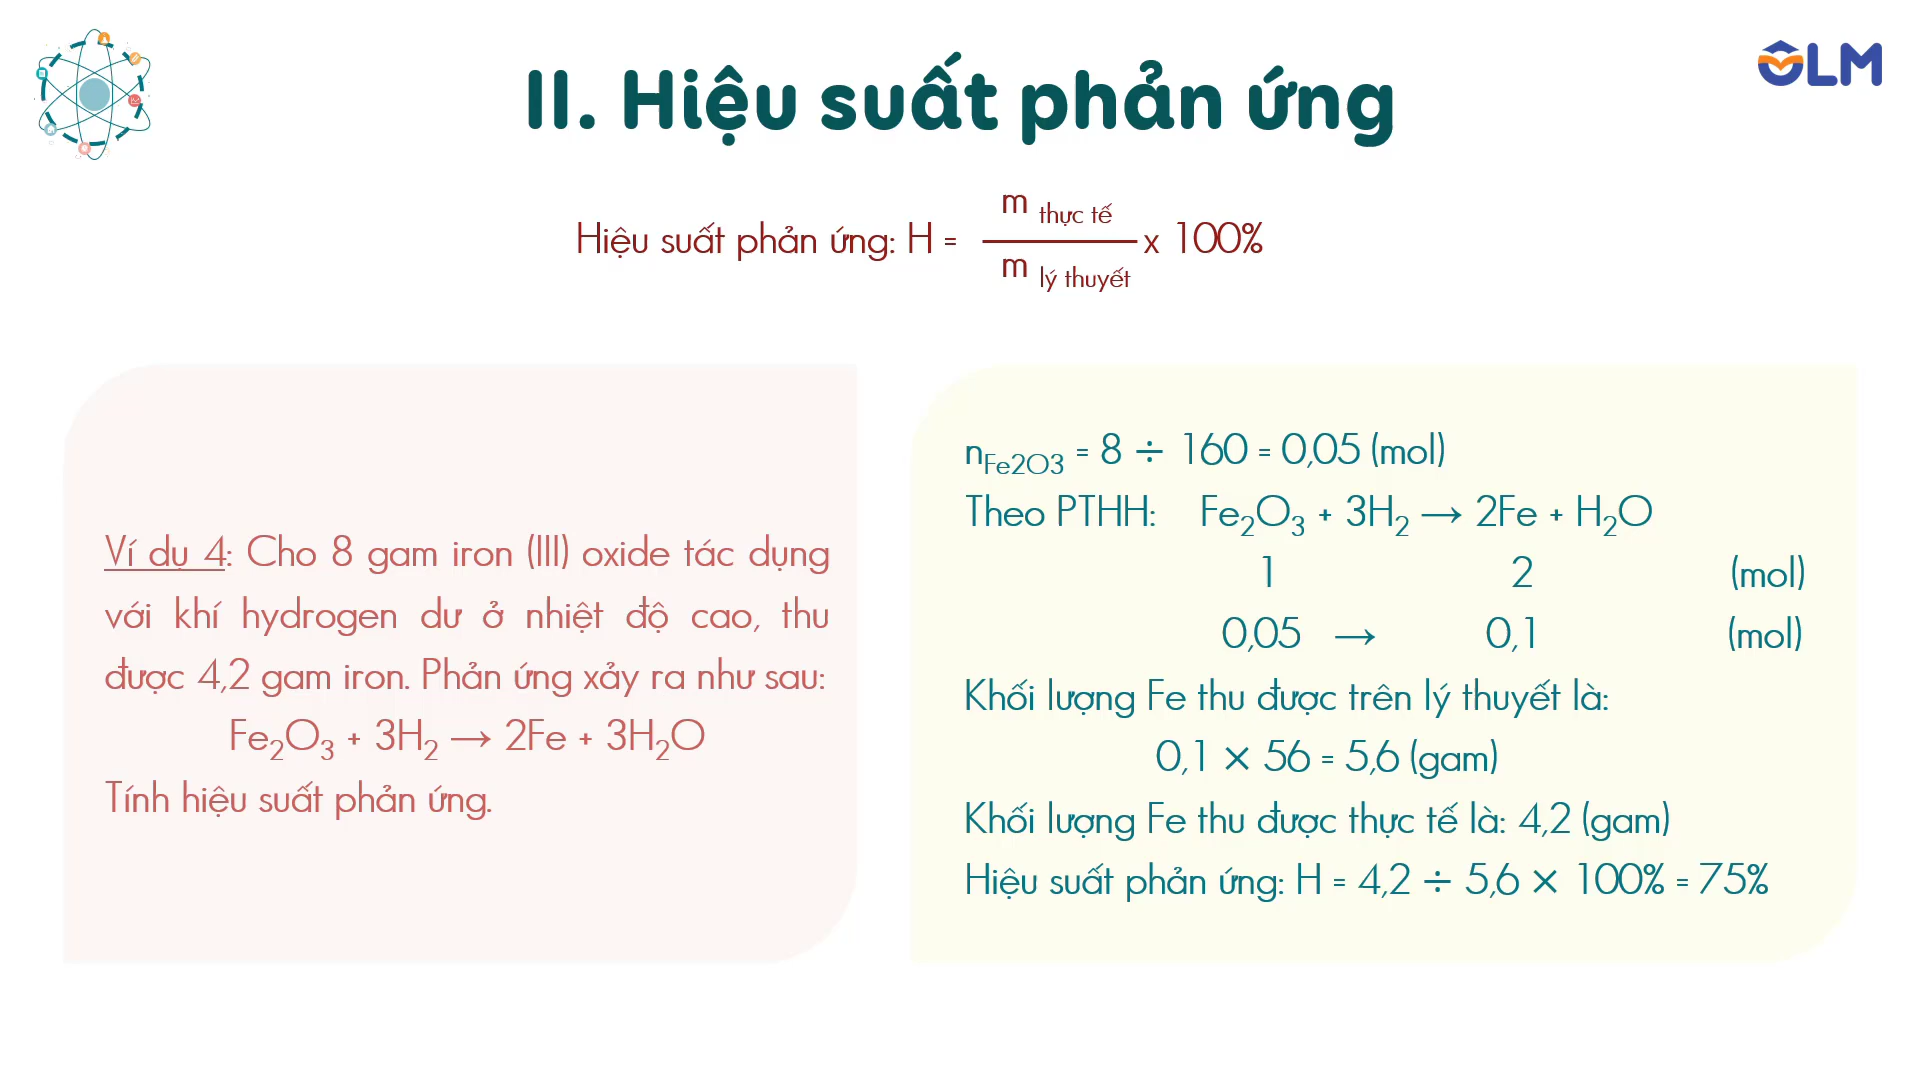 OLM
II. Hiệu suất phản ứng
Hiệu suất phản ứng: H = m thực tế / m lý thuyết x 100%
Ví dụ 4: Cho 8 gam iron (III) oxide tác dụng
với khí hydrogen dư ở nhiệt độ cao, thu
được 4,2 gam iron. Phản ứng xảy ra như sau:
Fe₂O₃ + 3H₂ → 2Fe + 3H₂O
Tính hiệu suất phản ứng.
nFe2O3 = 8 ÷ 160 = 0,05 (mol)
Theo PTHH: Fe₂O₃ + 3H₂ → 2Fe + H₂O
1 2 (mol)
0,05 → 0,1 (mol)
Khối lượng Fe thu được trên lý thuyết là:
0,1 × 56 = 5,6 (gam)
Khối lượng Fe thu được thực tế là: 4,2 (gam)
Hiệu suất phản ứng: H = 4,2 ÷ 5,6 × 100% = 75%